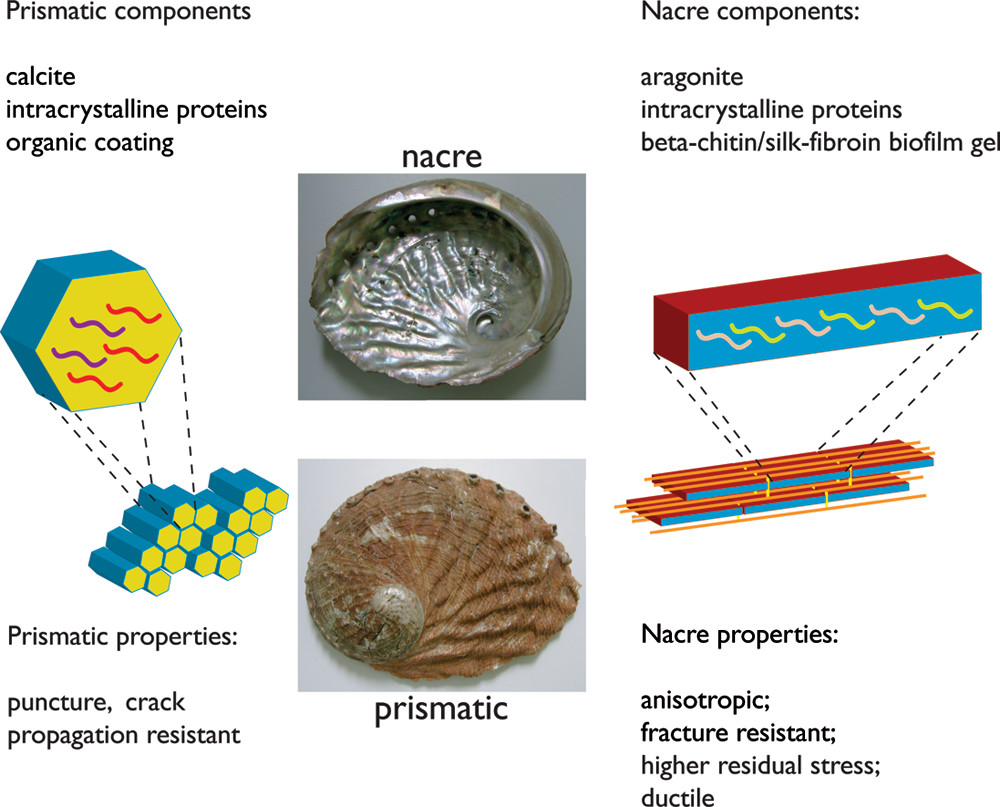 Prismatic components
calcite
intracrystalline proteins
organic coating
Nacre components:
aragonite
intracrystalline proteins
beta-chitin/silk-fibroin biofilm gel
nacre
prismatic
Prismatic properties:
puncture, crack
propagation resistant
Nacre properties:
anisotropic;
fracture resistant;
higher residual stress;
ductile